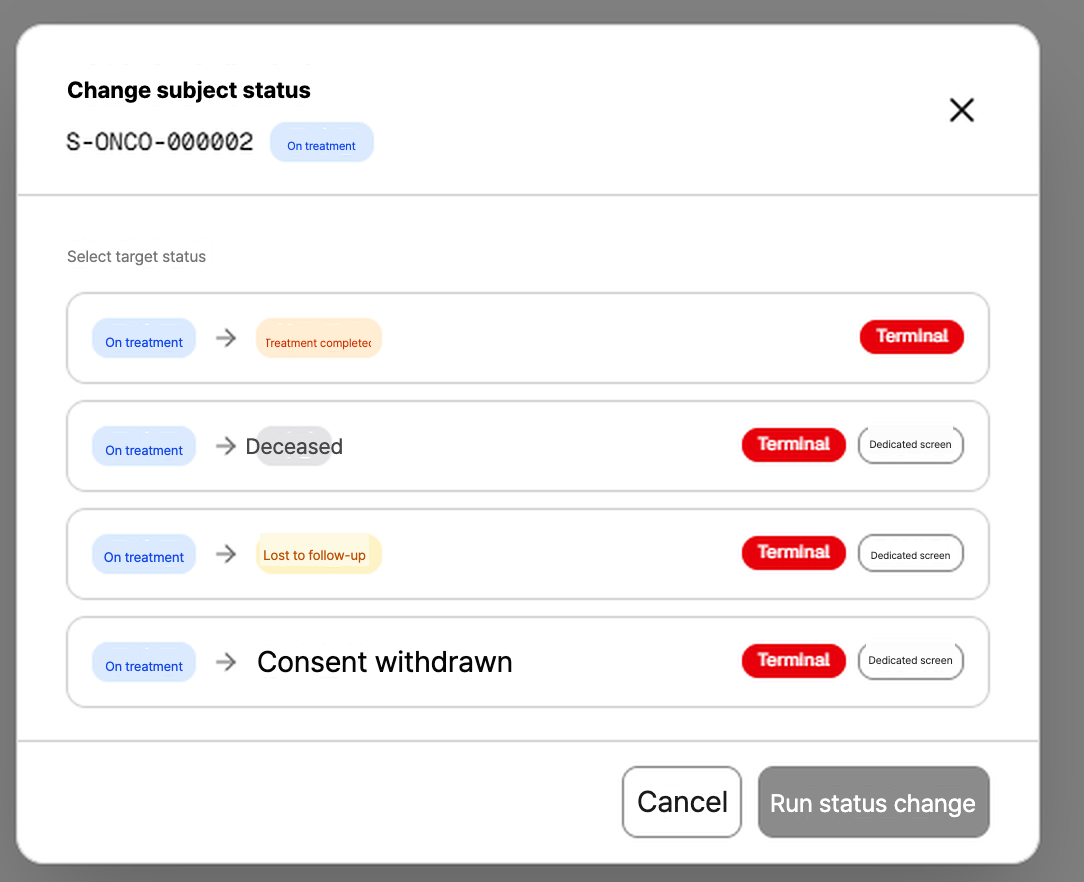 Change subject status
S-ONCO-000002 On treatment
Select target status
On treatment → Treatment completed Terminal
On treatment → Deceased Terminal Dedicated screen
On treatment → Lost to follow-up Terminal Dedicated screen
On treatment → Consent withdrawn Terminal Dedicated screen
Cancel Run status change